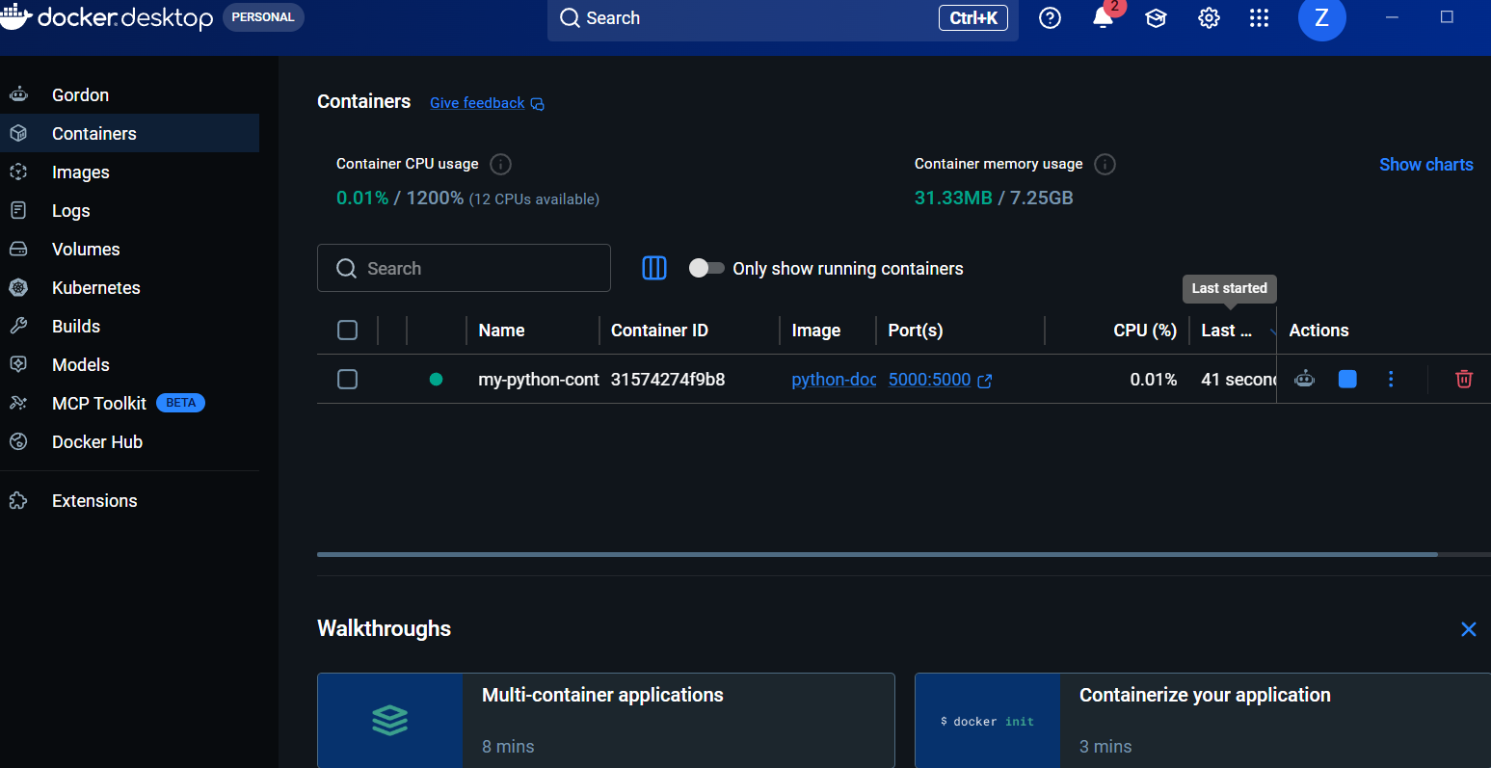 docker.desktop PERSONAL Search Ctrl+K 2 Z
Gordon
Containers
Images
Logs
Volumes
Kubernetes
Builds
Models
MCP Toolkit BETA
Docker Hub
Extensions
Containers Give feedback
Container CPU usage
0.01% / 1200% (12 CPUs available)
Container memory usage
31.33MB / 7.25GB
Show charts
Search
Only show running containers
Last started
Name Container ID Image Port(s) CPU (%) Last ... Actions
my-python-cont 31574274f9b8 python-doc 5000:5000 0.01% 41 second
Walkthroughs
Multi-container applications
8 mins
$ docker init
Containerize your application
3 mins